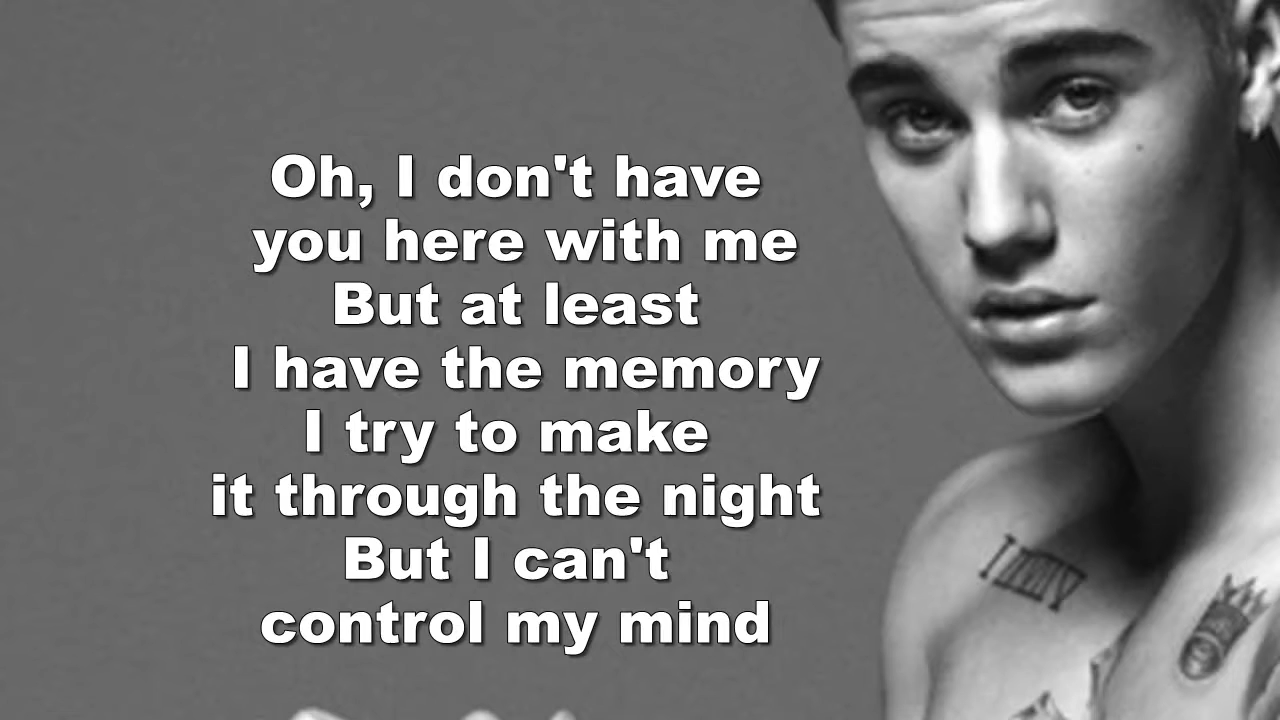 Oh, I don't have
you here with me
But at least
I have the memory
I try to make
it through the night
But I can't
control my mind